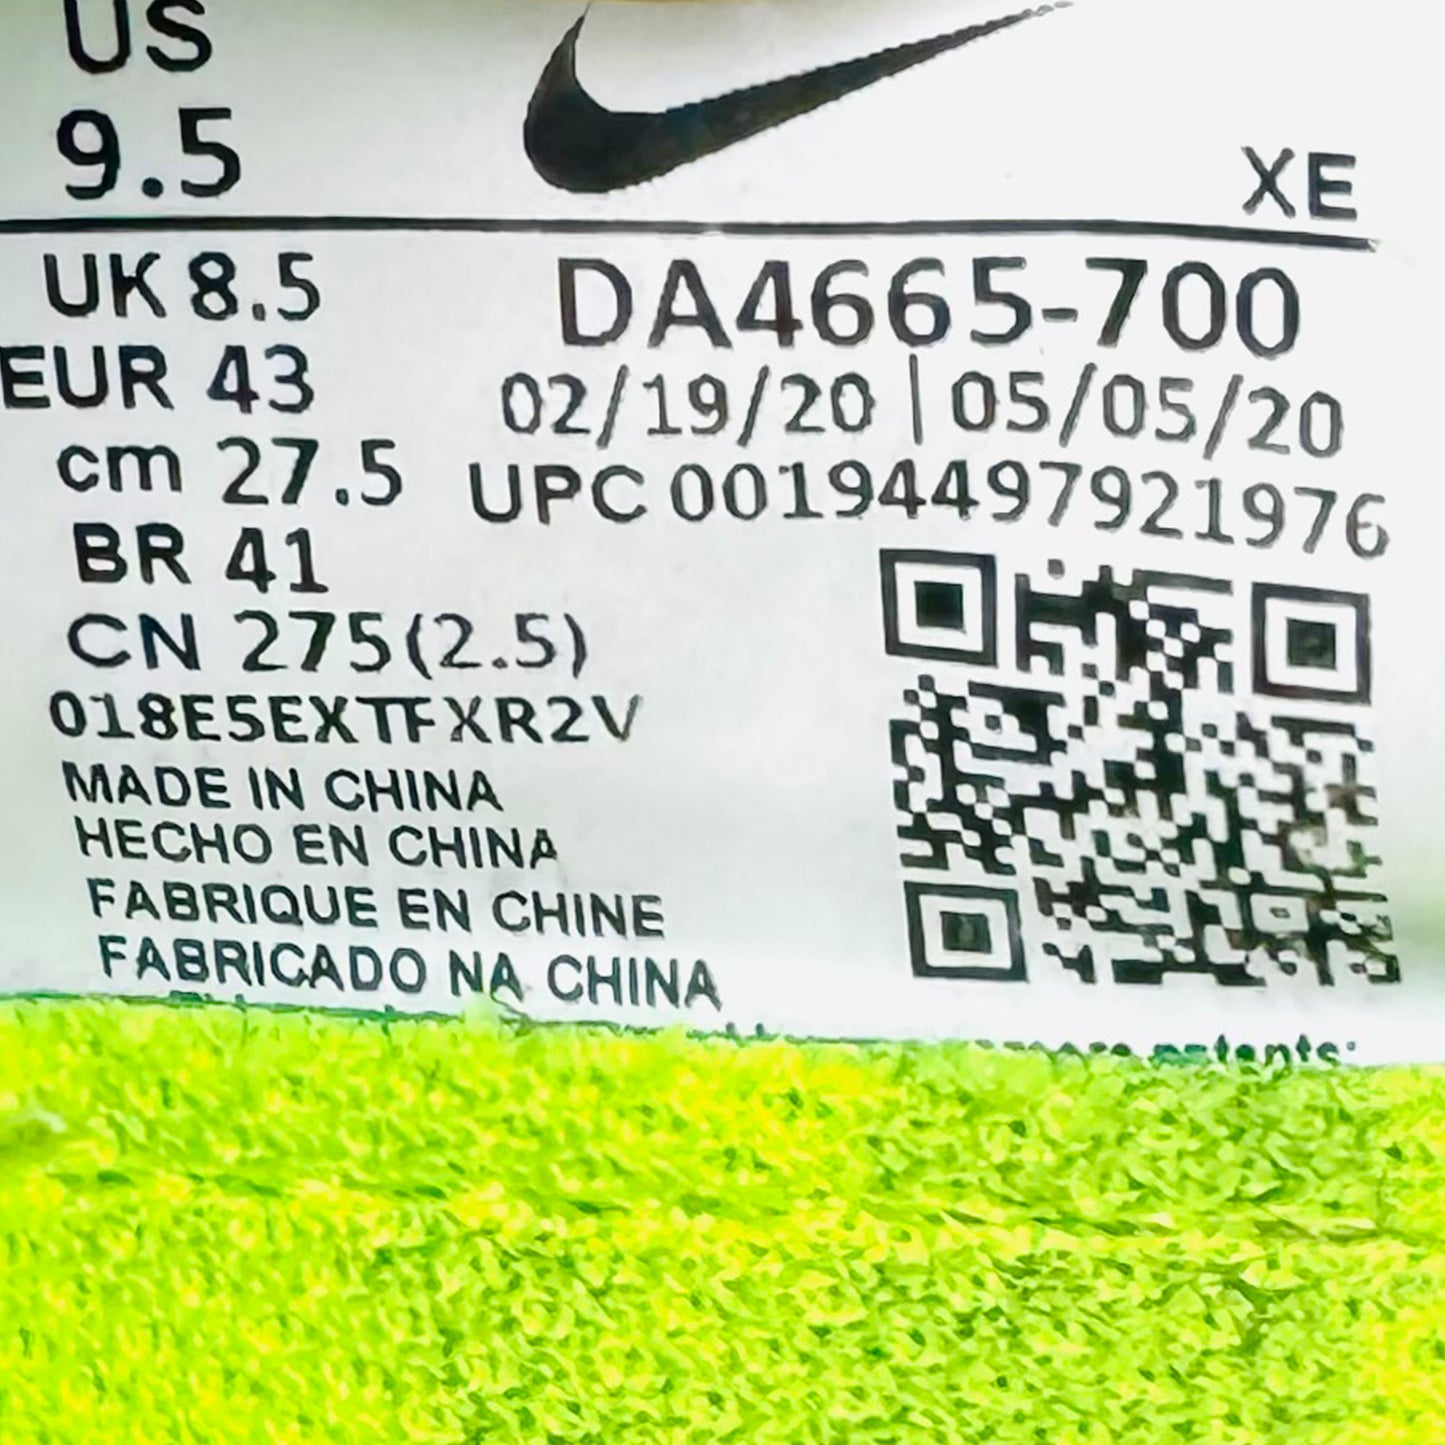 US
9.5
XE
UK 8.5
EUR 43
cm 27.5
BR 41
CN 275(2.5)
018E5EXTFXR2V
MADE IN CHINA
HECHO EN CHINA
FABRIQUE EN CHINE
FABRICADO NA CHINA
DA4665-700
02/19/20 | 05/05/20
UPC 00194497921976
patents: